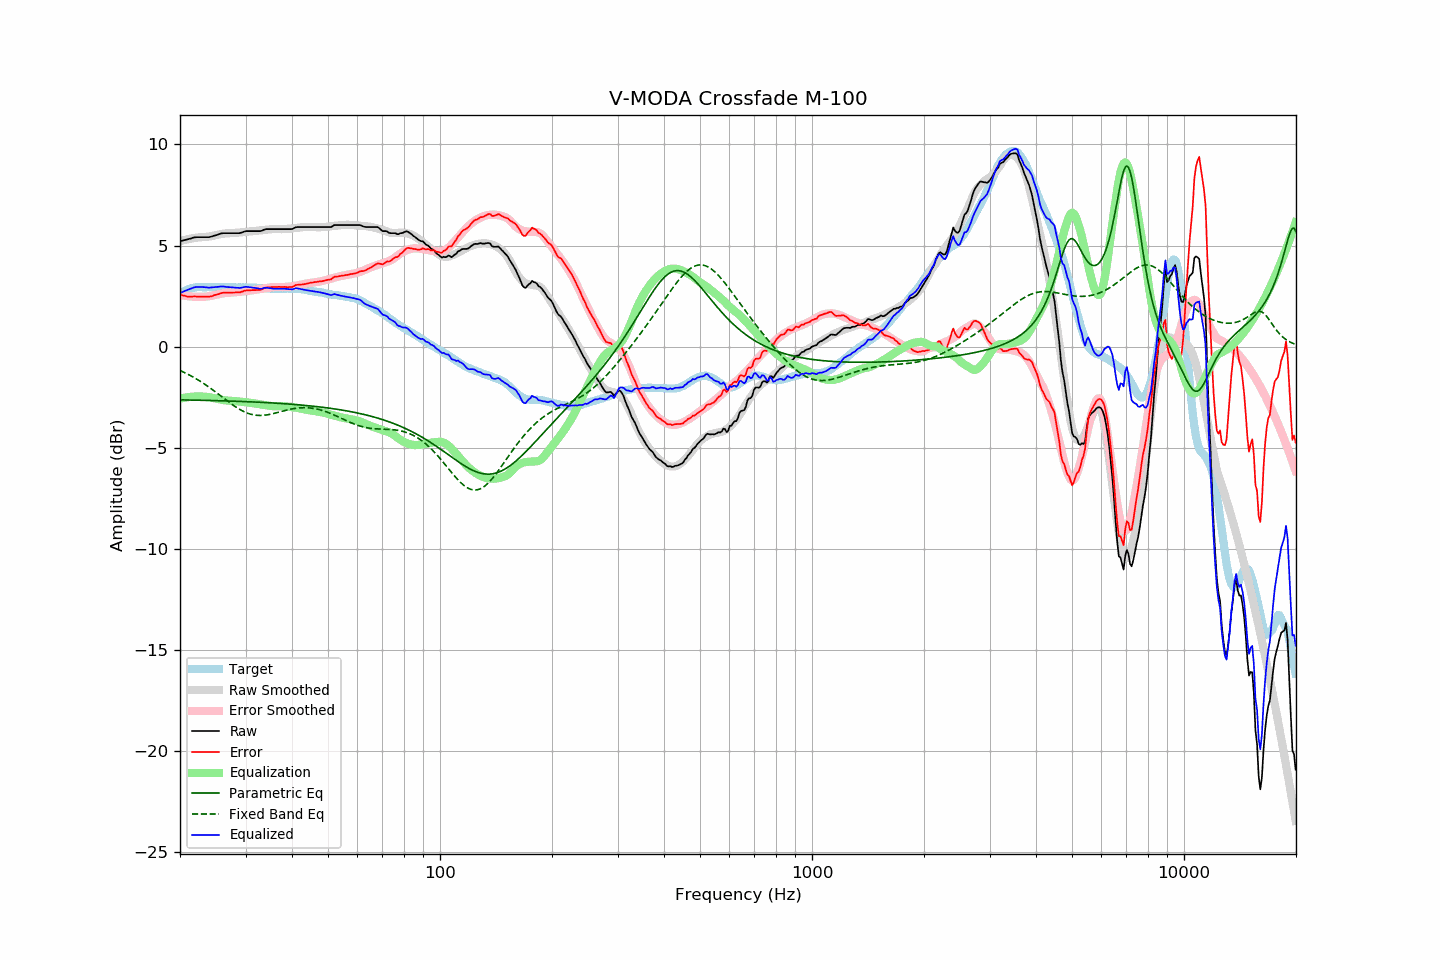 V-MODA Crossfade M-100
10
5
0
−5
−10
−15
−20
−25
Amplitude (dBr)
Target
Raw Smoothed
Error Smoothed
Raw
Error
Equalization
Parametric Eq
Fixed Band Eq
Equalized
100 1000 10000
Frequency (Hz)